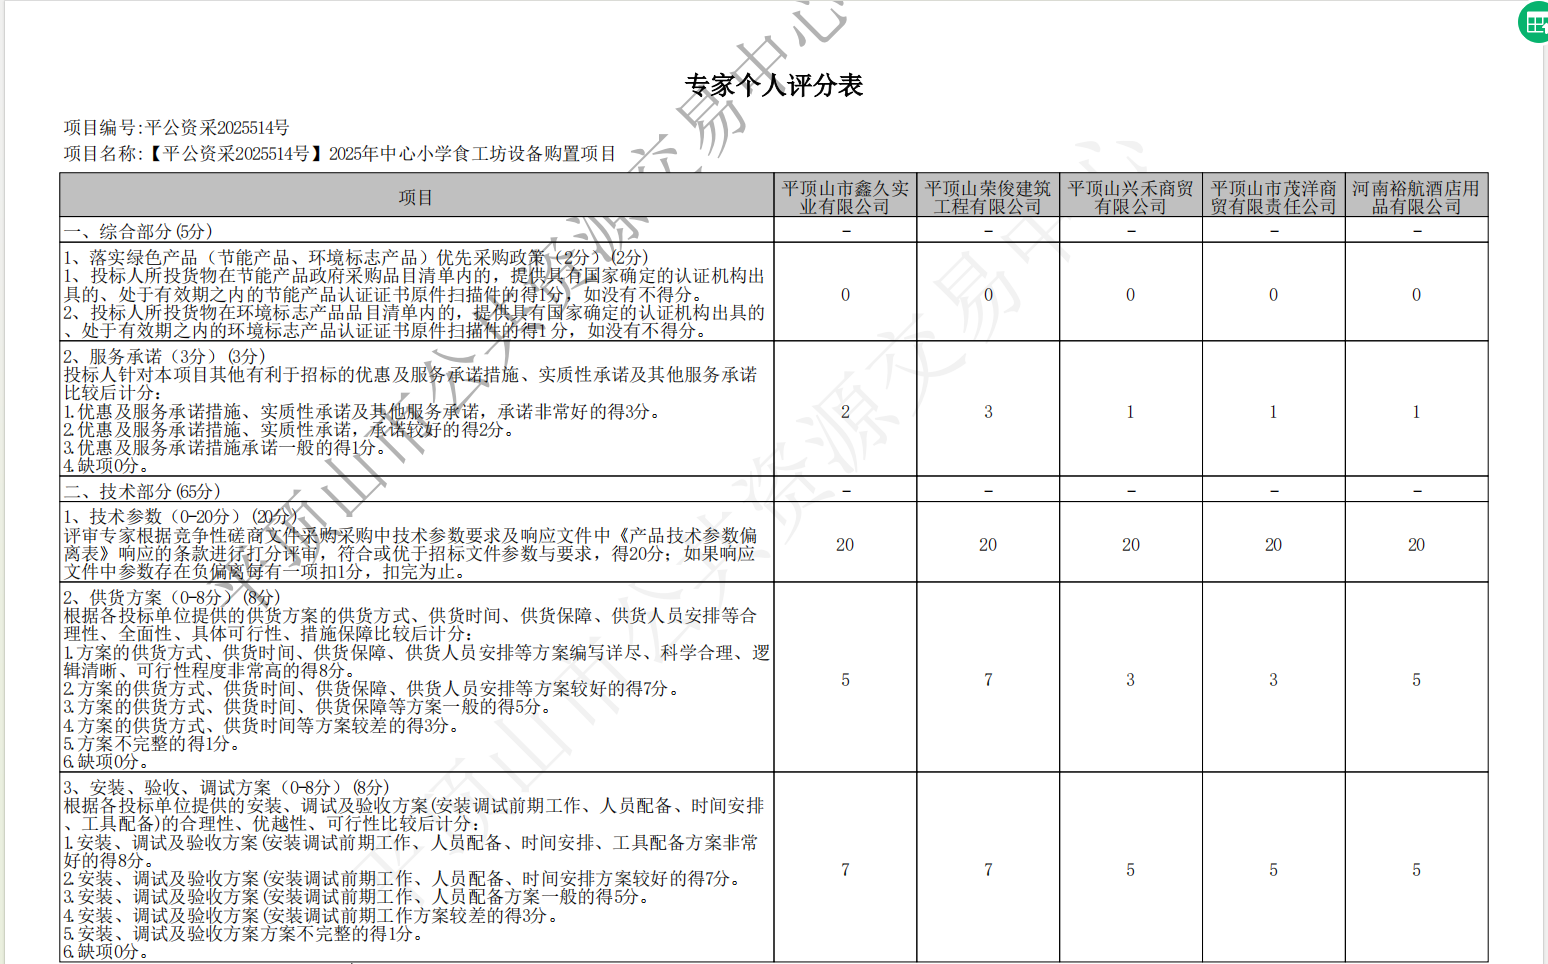 专家个人评分表
项目编号:平公资采2025514号
项目名称:【平公资采2025514号】2025年中心小学食工坊设备购置项目
项目
平顶山市鑫久实
业有限公司
平顶山荣俊建筑
工程有限公司
平顶山兴禾商贸
有限公司
平顶山市茂洋商
贸有限责任公司
河南裕航酒店用
品有限公司
一、综合部分(5分)
－ － － － －
1、落实绿色产品（节能产品、环境标志产品）优先采购政策（2分）(2分)
1、投标人所投货物在节能产品政府采购品目清单内的，提供具有国家确定的认证机构出
具的、处于有效期之内的节能产品认证证书原件扫描件的得1分，如没有不得分。
2、投标人所投货物在环境标志产品品目清单内的，提供具有国家确定的认证机构出具的
、处于有效期之内的环境标志产品认证证书原件扫描件的得1 分，如没有不得分。
0 0 0 0 0
2、服务承诺（3分）(3分)
投标人针对本项目其他有利于招标的优惠及服务承诺措施、实质性承诺及其他服务承诺
比较后计分：
1.优惠及服务承诺措施、实质性承诺及其他服务承诺，承诺非常好的得3分。
2.优惠及服务承诺措施、实质性承诺，承诺较好的得2分。
3.优惠及服务承诺措施承诺一般的得1分。
4.缺项0分。
2 3 1 1 1
二、技术部分(65分)
－ － － － －
1、技术参数（0-20分）(20分)
评审专家根据竞争性磋商文件采购采购中技术参数要求及响应文件中《产品技术参数偏
离表》响应的条款进行打分评审，符合或优于招标文件参数与要求，得20分；如果响应
文件中参数存在负偏离每有一项扣1分，扣完为止。
20 20 20 20 20
2、供货方案（0-8分）(8分)
根据各投标单位提供的供货方案的供货方式、供货时间、供货保障、供货人员安排等合
理性、全面性、具体可行性、措施保障比较后计分：
1.方案的供货方式、供货时间、供货保障、供货人员安排等方案编写详尽、科学合理、逻
辑清晰、可行性程度非常高的得8分。
2.方案的供货方式、供货时间、供货保障、供货人员安排等方案较好的得7分。
3.方案的供货方式、供货时间、供货保障等方案一般的得5分。
4.方案的供货方式、供货时间等方案较差的得3分。
5.方案不完整的得1分。
6.缺项0分。
5 7 3 3 5
3、安装、验收、调试方案（0-8分）(8分)
根据各投标单位提供的安装、调试及验收方案(安装调试前期工作、人员配备、时间安排
、工具配备)的合理性、优越性、可行性比较后计分：
1.安装、调试及验收方案(安装调试前期工作、人员配备、时间安排、工具配备方案非常
好的得8分。
2.安装、调试及验收方案(安装调试前期工作、人员配备、时间安排方案较好的得7分。
3.安装、调试及验收方案(安装调试前期工作、人员配备方案一般的得5分。
4.安装、调试及验收方案(安装调试前期工作方案较差的得3分。
5.安装、调试及验收方案方案不完整的得1分。
6.缺项0分。
7 7 5 5 5
平顶山市公共资源交易中心
平顶山市公共资源交易中心